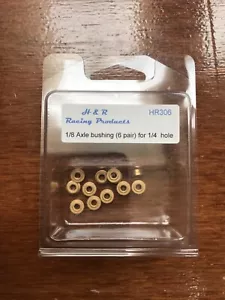 H & R HR306
Racing Products
1/8 Axle bushing (6 pair) for 1/4 hole